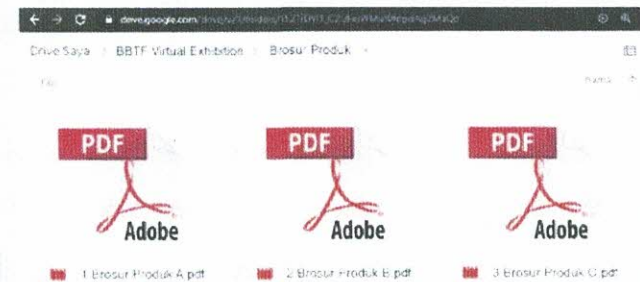 drive.google.com
Drive Saya BBTF Virtual Exhibition Brosur Produk
PDF PDF PDF
Adobe Adobe Adobe
1 Brosur Produk A.pdf 2 Brosur Produk B.pdf 3 Brosur Produk C.pdf